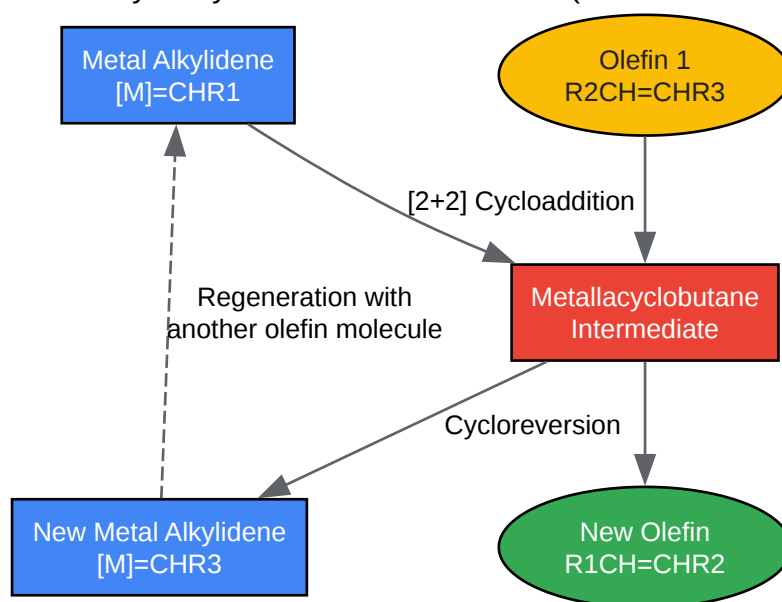 Metal Alkylidene
[M]=CHR1
Olefin 1
R2CH=CHR3
[2+2] Cycloaddition
Metallacyclobutane
Intermediate
Regeneration with
another olefin molecule
Cycloreversion
New Metal Alkylidene
[M]=CHR3
New Olefin
R1CH=CHR2